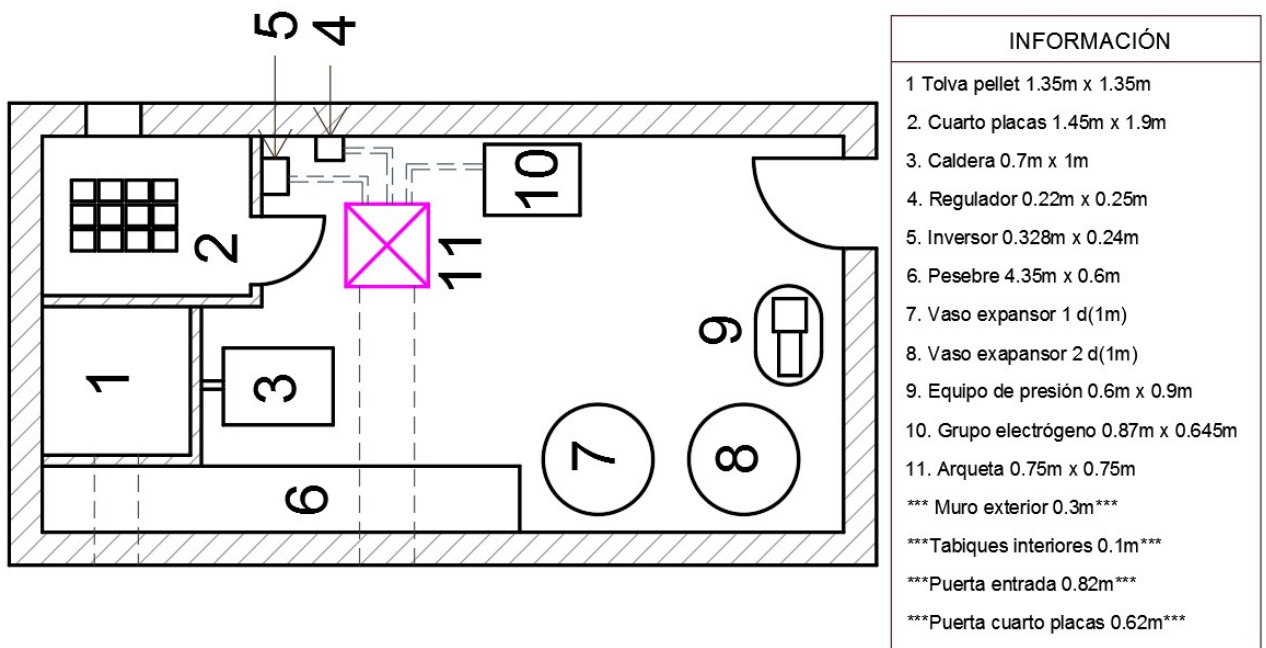 5
4
10
2
11
9
1
3
7
8
6
INFORMACIÓN
1 Tolva pellet 1.35m x 1.35m
2. Cuarto placas 1.45m x 1.9m
3. Caldera 0.7m x 1m
4. Regulador 0.22m x 0.25m
5. Inversor 0.328m x 0.24m
6. Pesebre 4.35m x 0.6m
7. Vaso expansor 1 d(1m)
8. Vaso exapansor 2 d(1m)
9. Equipo de presión 0.6m x 0.9m
10. Grupo electrógeno 0.87m x 0.645m
11. Arqueta 0.75m x 0.75m
*** Muro exterior 0.3m***
***Tabiques interiores 0.1m***
***Puerta entrada 0.82m***
***Puerta cuarto placas 0.62m***